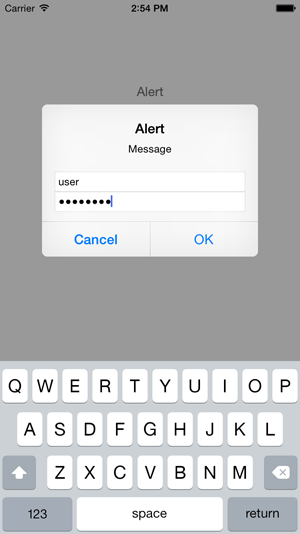 Carrier 2:54 PM
Alert
Alert
Message
user
●●●●●●●●
Cancel OK
Q W E R T Y U I O P
A S D F G H J K L
Z X C V B N M
123 space return